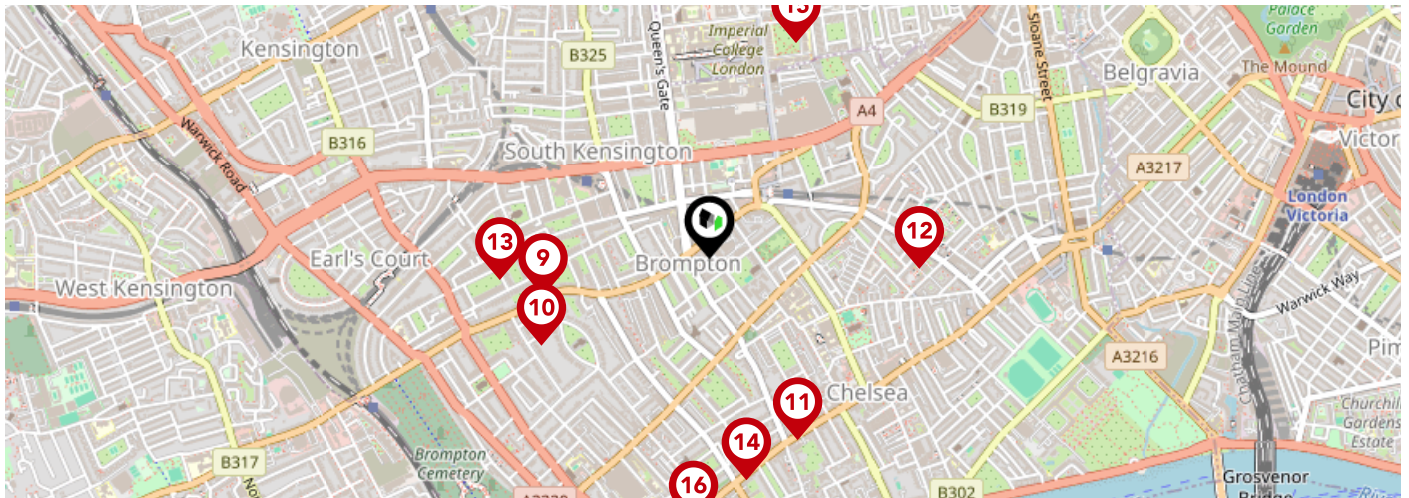 15
Imperial
College
London
Palace
Garden
Kensington
B325
Queen's Gate
Sloane Street
Belgravia
The Mound
City
A4
B319
Victor
Warwick Road
B316
South Kensington
A3217
London
Victoria
13
9
12
Earl's Court
Brompton
West Kensington
10
Warwick Way
Chatham Main Line
A3216
Pim
11
Chelsea
Churchill
Gardens
Estate
14
B317
Brompton
Cemetery
16
B302
Grosvenor
Bridge